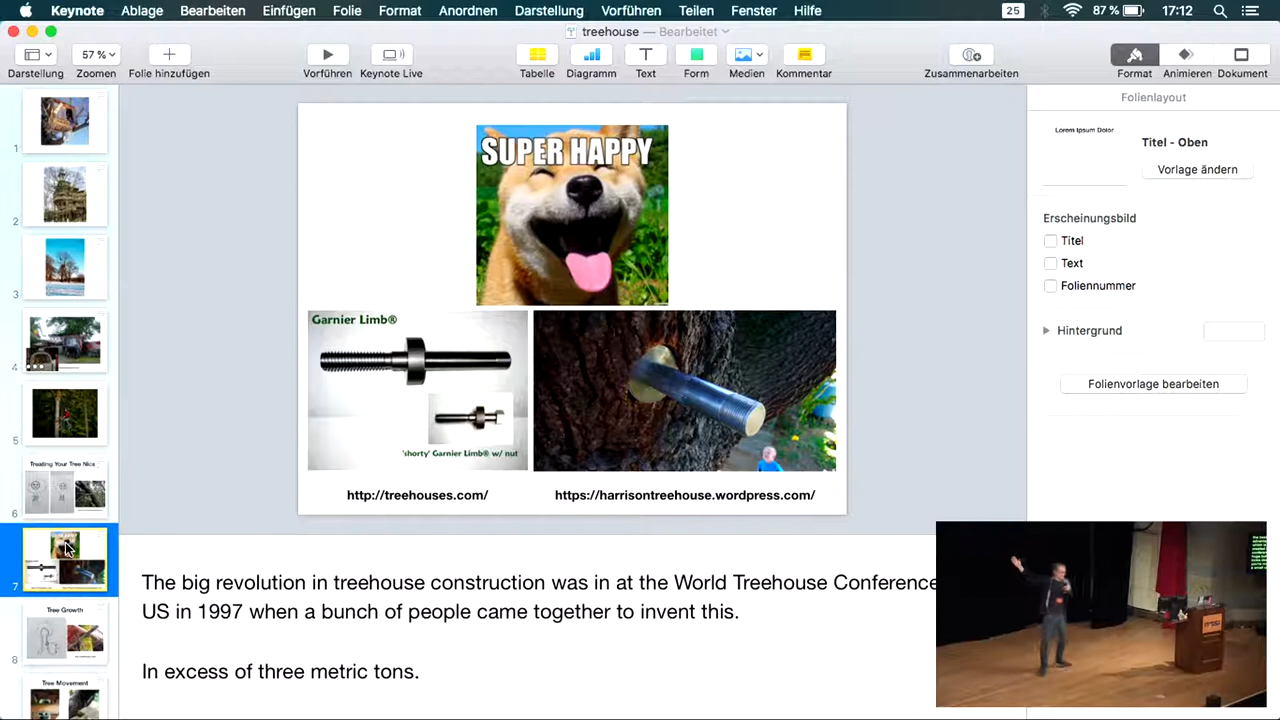 Keynote Ablage Bearbeiten Einfügen Folie Format Anordnen Darstellung Vorführen Teilen Fenster Hilfe 25 87 % 17:12
treehouse — Bearbeitet
57 %
Darstellung Zoomen Folie hinzufügen Vorführen Keynote Live Tabelle Diagramm Text Form Medien Kommentar Zusammenarbeiten Format Animieren Dokument
Folienlayout
Lorem Ipsum Dolor
Titel - Oben
Vorlage ändern
Erscheinungsbild
Titel
Text
Foliennummer
Hintergrund
Folienvorlage bearbeiten
1
2
3
4
5
Treating Your Tree Nice
6
7
Tree Growth
8
Tree Movement
SUPER HAPPY
Garnier Limb®
'shorty' Garnier Limb® w/ nut
http://treehouses.com/
https://harrisontreehouse.wordpress.com/
The big revolution in treehouse construction was in at the World Treehouse Conference
US in 1997 when a bunch of people came together to invent this.
In excess of three metric tons.